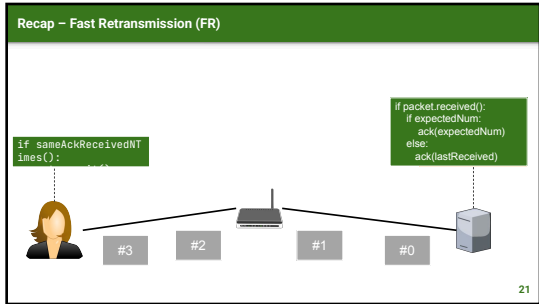 Recap – Fast Retransmission (FR)
if packet.received():
if expectedNum:
ack(expectedNum)
else:
ack(lastReceived)
if sameAckReceivedNT
imes():
#3
#2
#1
#0
21